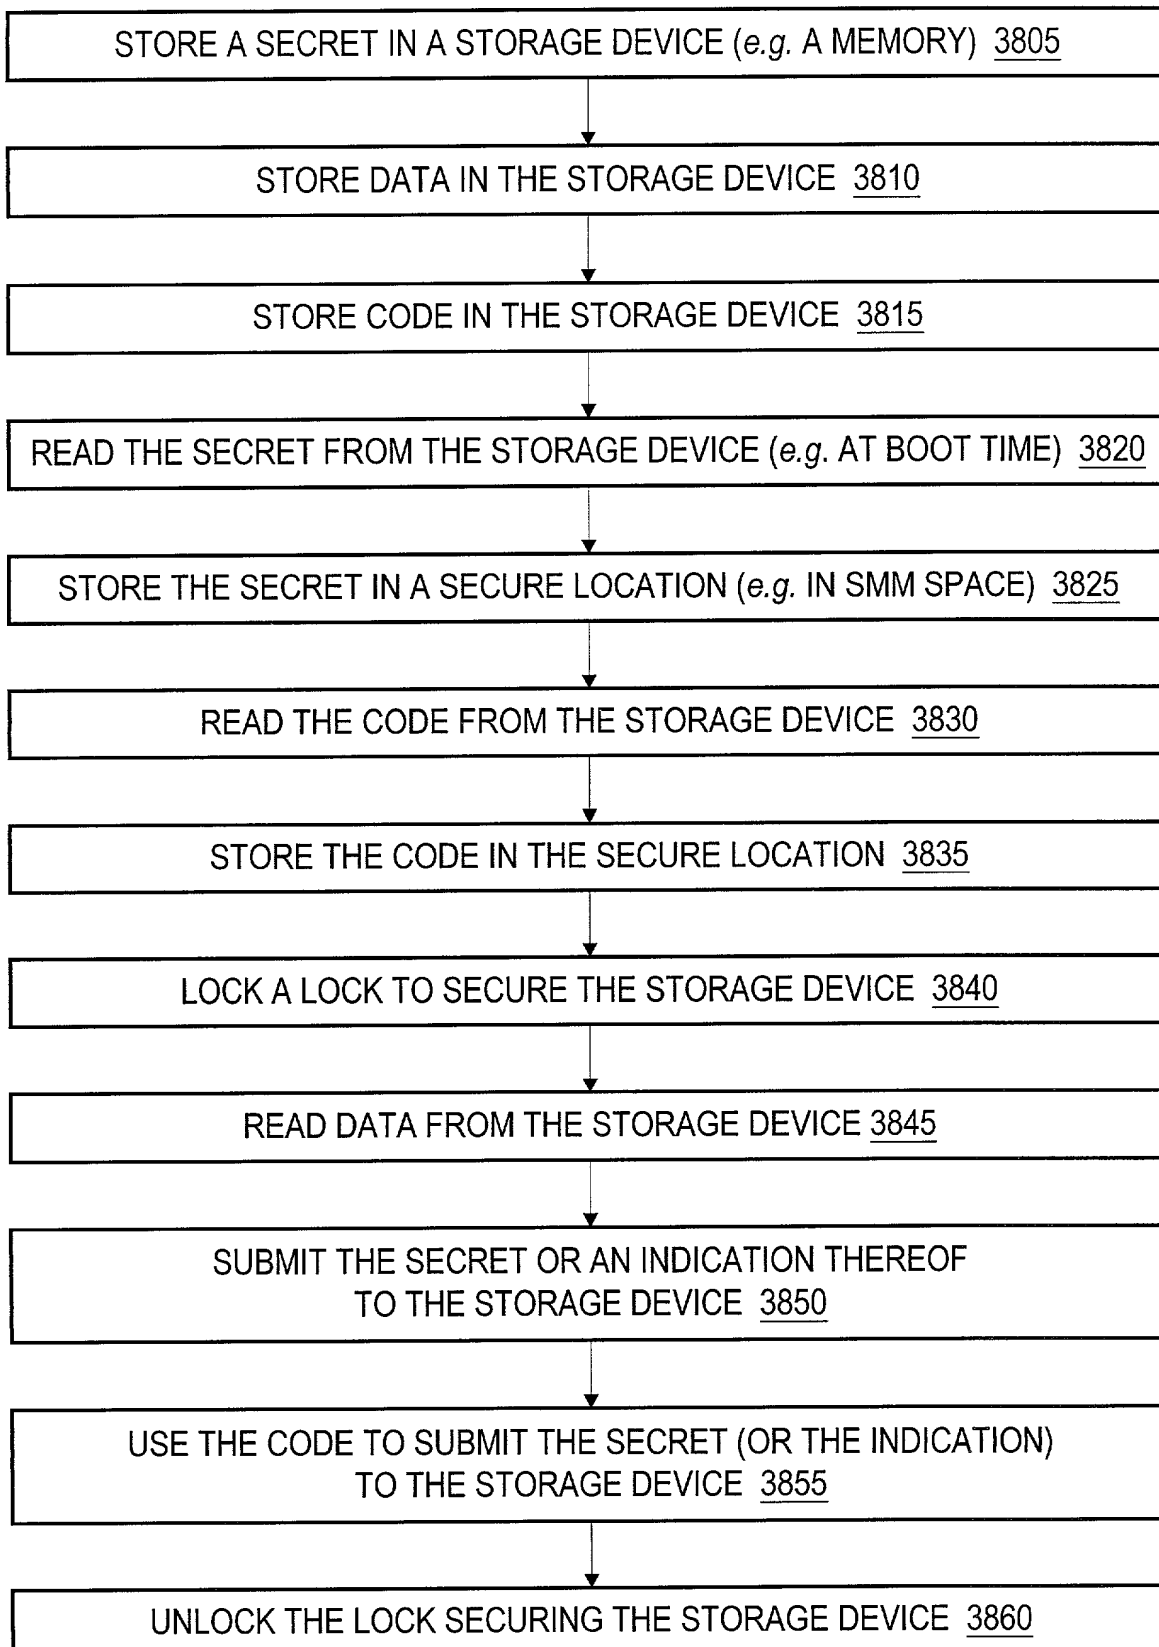 STORE A SECRET IN A STORAGE DEVICE (e.g. A MEMORY) 3805
STORE DATA IN THE STORAGE DEVICE 3810
STORE CODE IN THE STORAGE DEVICE 3815
READ THE SECRET FROM THE STORAGE DEVICE (e.g. AT BOOT TIME) 3820
STORE THE SECRET IN A SECURE LOCATION (e.g. IN SMM SPACE) 3825
READ THE CODE FROM THE STORAGE DEVICE 3830
STORE THE CODE IN THE SECURE LOCATION 3835
LOCK A LOCK TO SECURE THE STORAGE DEVICE 3840
READ DATA FROM THE STORAGE DEVICE 3845
SUBMIT THE SECRET OR AN INDICATION THEREOF
TO THE STORAGE DEVICE 3850
USE THE CODE TO SUBMIT THE SECRET (OR THE INDICATION)
TO THE STORAGE DEVICE 3855
UNLOCK THE LOCK SECURING THE STORAGE DEVICE 3860